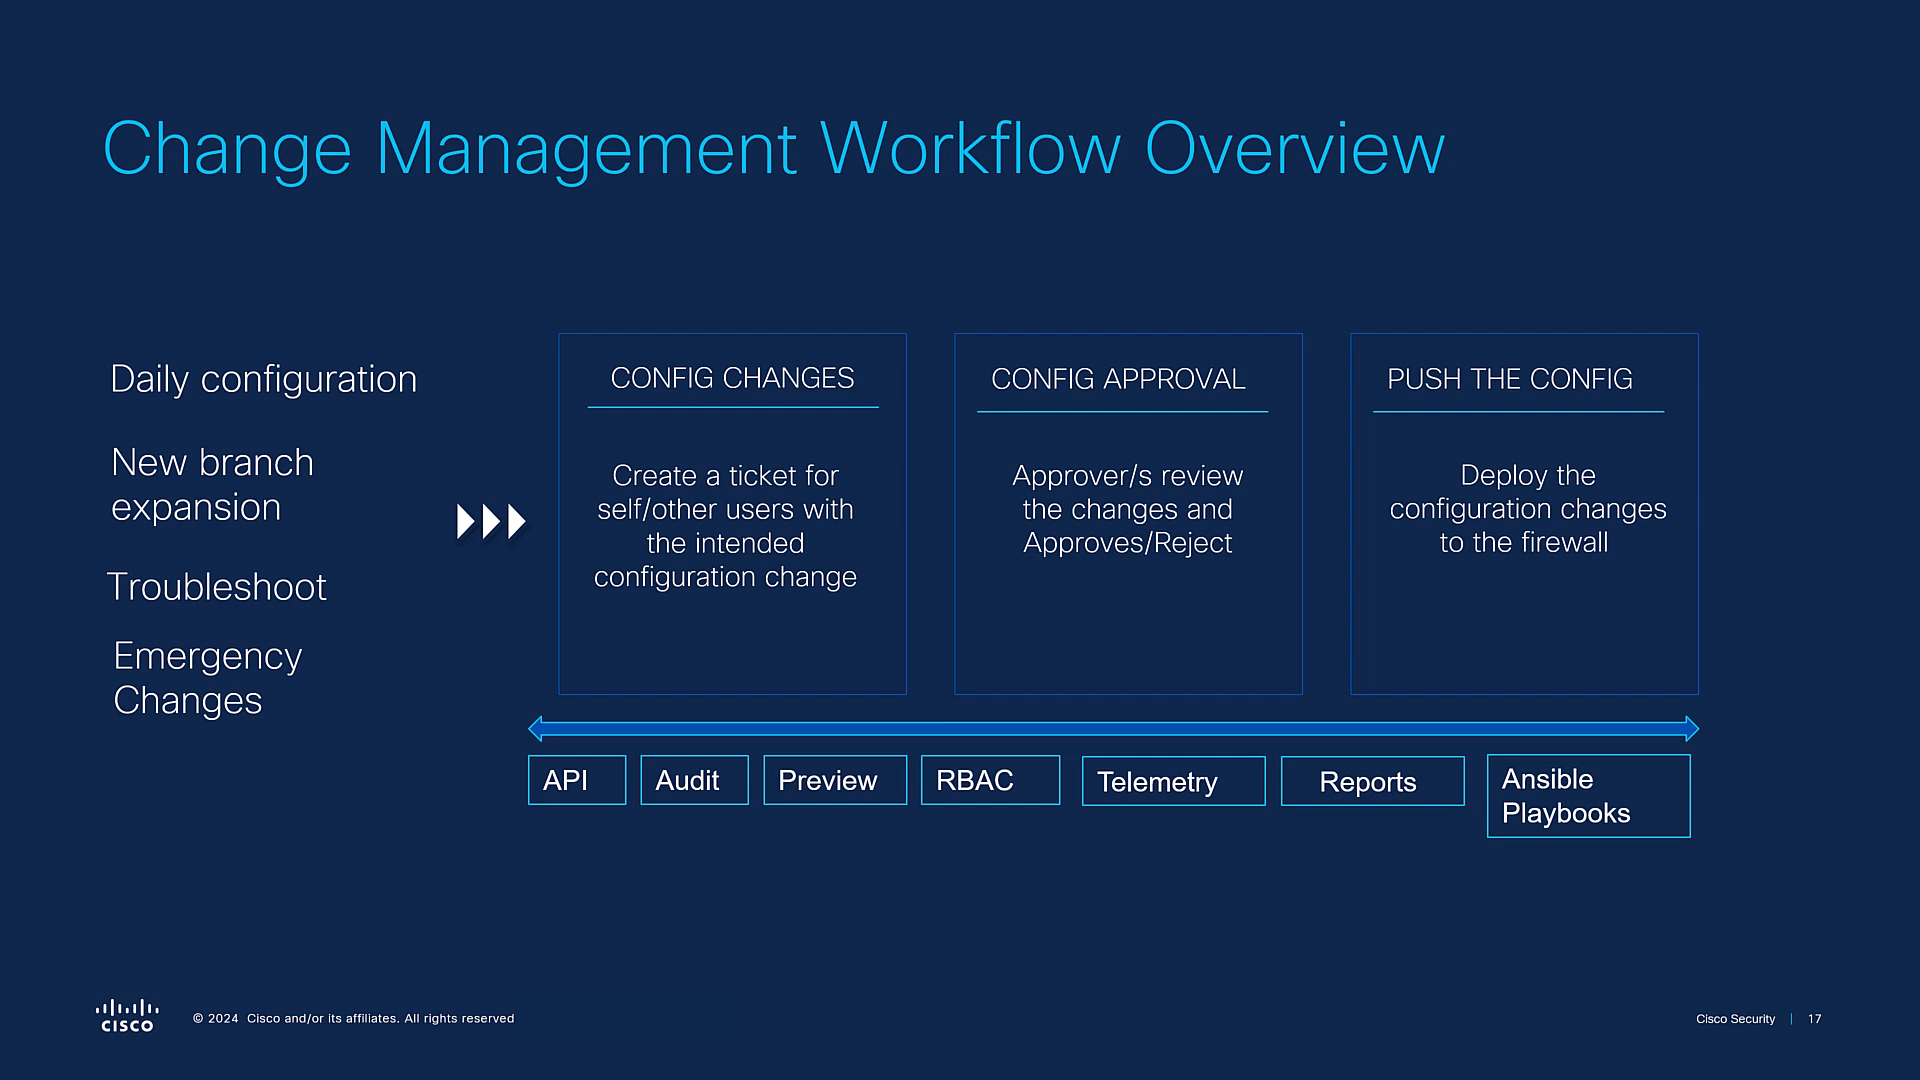 Change Management Workflow Overview
Daily configuration
New branch
expansion
Troubleshoot
Emergency
Changes
CONFIG CHANGES
Create a ticket for
self/other users with
the intended
configuration change
CONFIG APPROVAL
Approver/s review
the changes and
Approves/Reject
PUSH THE CONFIG
Deploy the
configuration changes
to the firewall
API
Audit
Preview
RBAC
Telemetry
Reports
Ansible
Playbooks
CISCO
© 2024 Cisco and/or its affiliates. All rights reserved
Cisco Security | 17